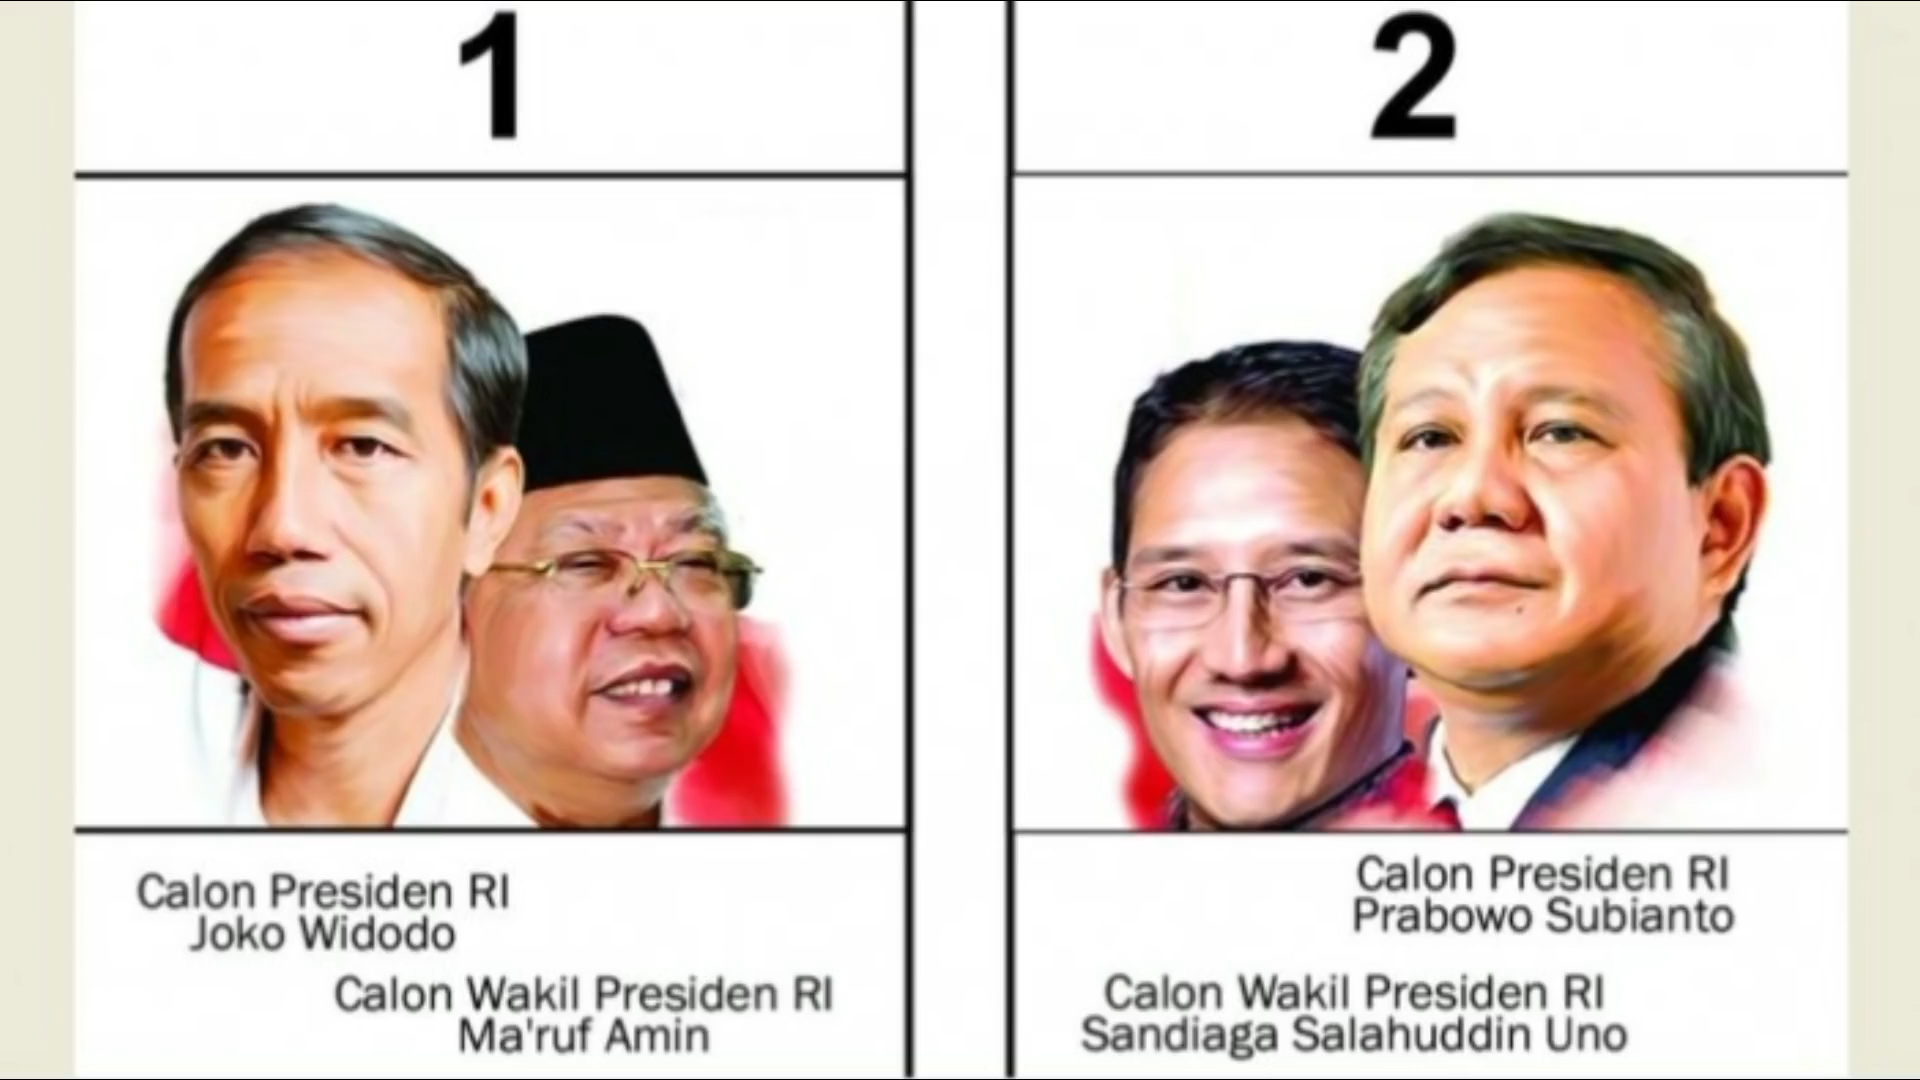 1
Calon Presiden RI
Joko Widodo
Calon Wakil Presiden RI
Ma'ruf Amin
2
Calon Presiden RI
Prabowo Subianto
Calon Wakil Presiden RI
Sandiaga Salahuddin Uno